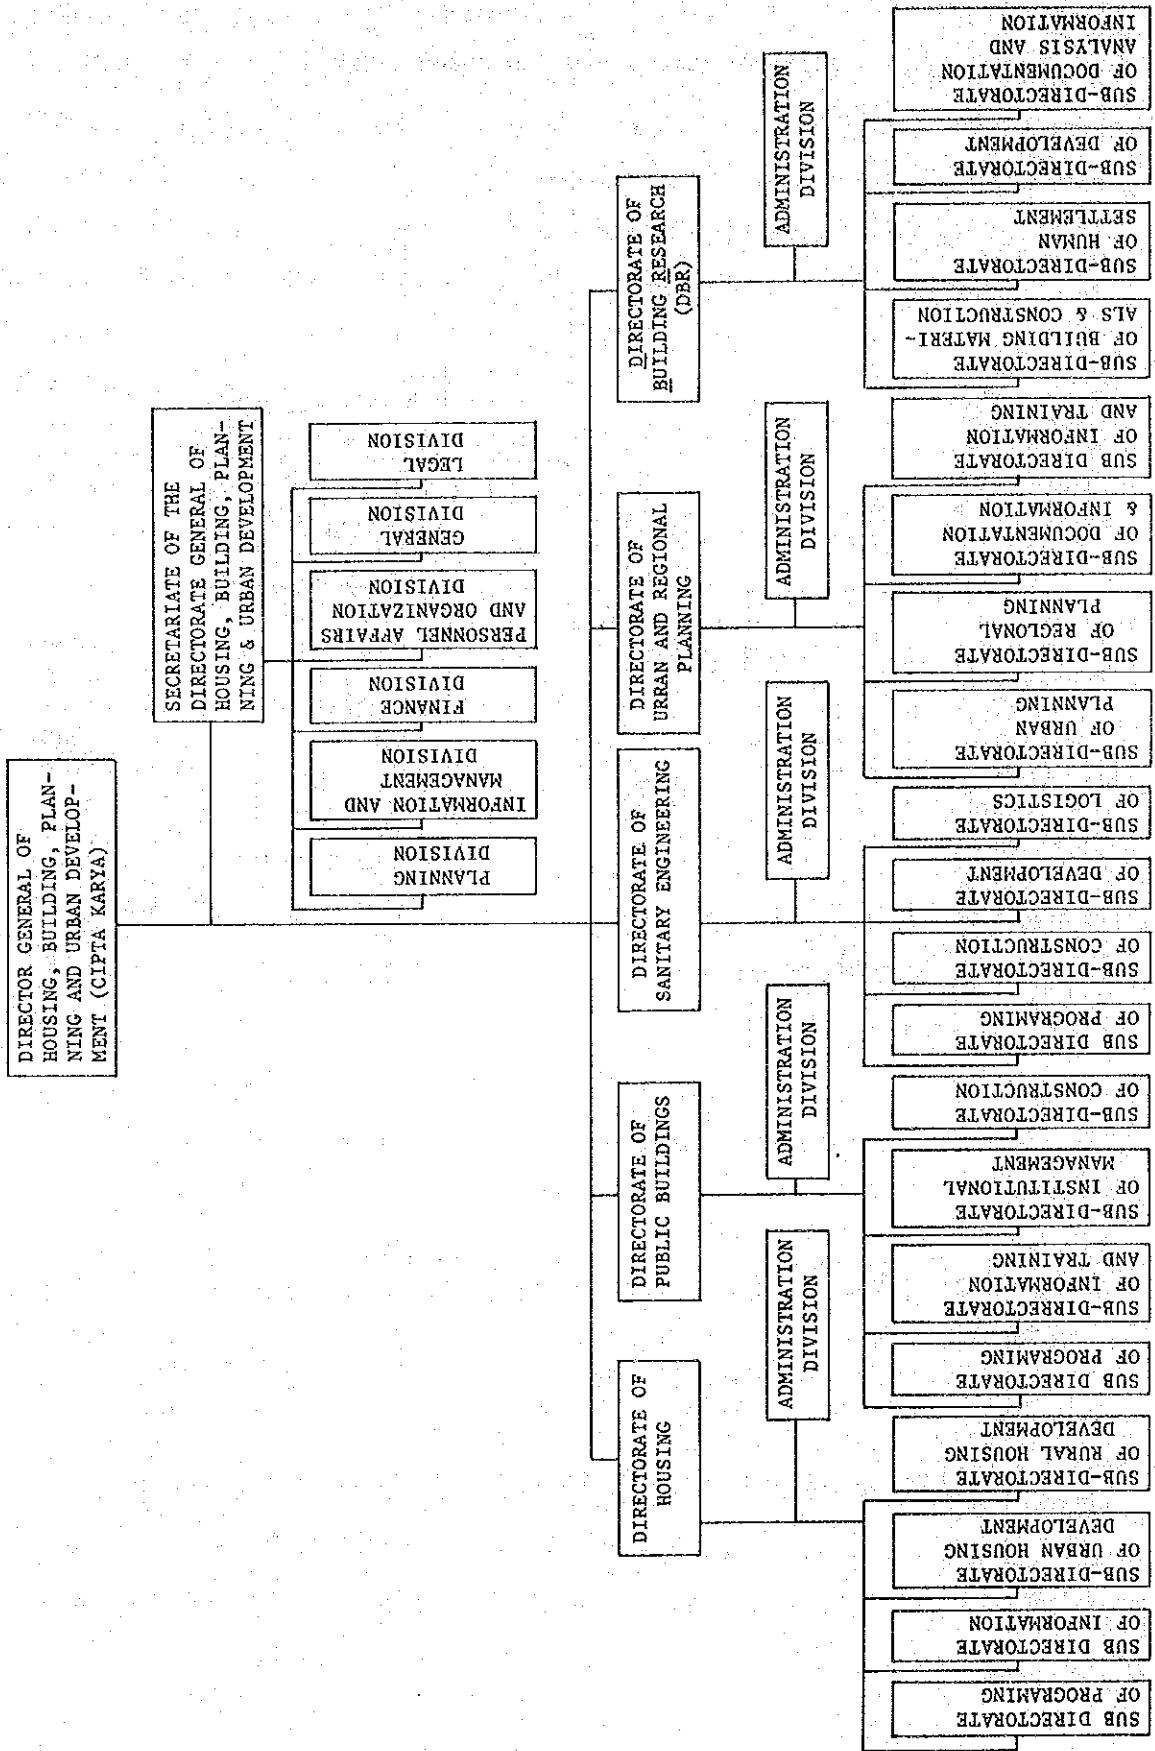 DIRECTOR GENERAL OF
HOUSING, BUILDING, PLAN-
NING AND URBAN DEVELOP-
MENT (CIPTA KARYA)
SECRETARIATE OF THE
DIRECTORATE GENERAL OF
HOUSING, BUILDING, PLAN-
NING & URBAN DEVELOPMENT
PLANNING
DIVISION
INFORMATION AND
MANAGEMENT
DIVISION
FINANCE
DIVISION
PERSONNEL AFFAIRS
AND ORGANIZATION
DIVISION
GENERAL
DIVISION
LEGAL
DIVISION
DIRECTORATE OF
HOUSING
DIRECTORATE OF
PUBLIC BUILDINGS
DIRECTORATE OF
SANITARY ENGINEERING
DIRECTORATE OF
URRAN AND REGIONAL
PLANNING
DIRECTORATE OF
BUILDING RESEARCH
(DBR)
ADMINISTRATION
DIVISION
ADMINISTRATION
DIVISION
ADMINISTRATION
DIVISION
ADMINISTRATION
DIVISION
ADMINISTRATION
DIVISION
SUB DIRECTORATE
OF PROGRAMING
SUB DIRECTORATE
OF INFORMATION
SUB-DIRECTORATE
OF URBAN HOUSING
DEVELOPMENT
SUB-DIRECTORATE
OF RURAL HOUSING
DEVELOPMENT
SUB DIRECTORATE
OF PROGRAMING
SUB-DIRRECTORATE
OF INFORMATION
AND TRAINING
SUB-DIRECTORATE
OF INSTITUTIONAL
MANAGEMENT
SUB-DIRECTORATE
OF CONSTRUCTION
SUB DIRECTORATE
OF PROGRAMING
SUB-DIRECTORATE
OF CONSTRUCTION
SUB-DIRECTORATE
OF DEVELOPMENT
SUB-DIRECTORATE
OF LOGISTICS
SUB-DIRECTORATE
OF URBAN
PLANNING
SUB-DIRECTORATE
OF REGLONAL
PLANNING
SUB-DIRECTORATE
OF DOCUMENTATION
& INFORMATION
SUB DIRECTORATE
OF INFORMATION
AND TRAINING
SUB-DIRECTORATE
OF BUILDING MATERI-
ALS & CONSTRUCTION
SUB-DIRECTORATE
OF HUMAN
SETTLEMENT
SUB-DIRECTORATE
OF DEVELOPMENT
SUB-DIRECTORATE
OF DOCUMENTATION
ANALYSIS AND
INFORMATION